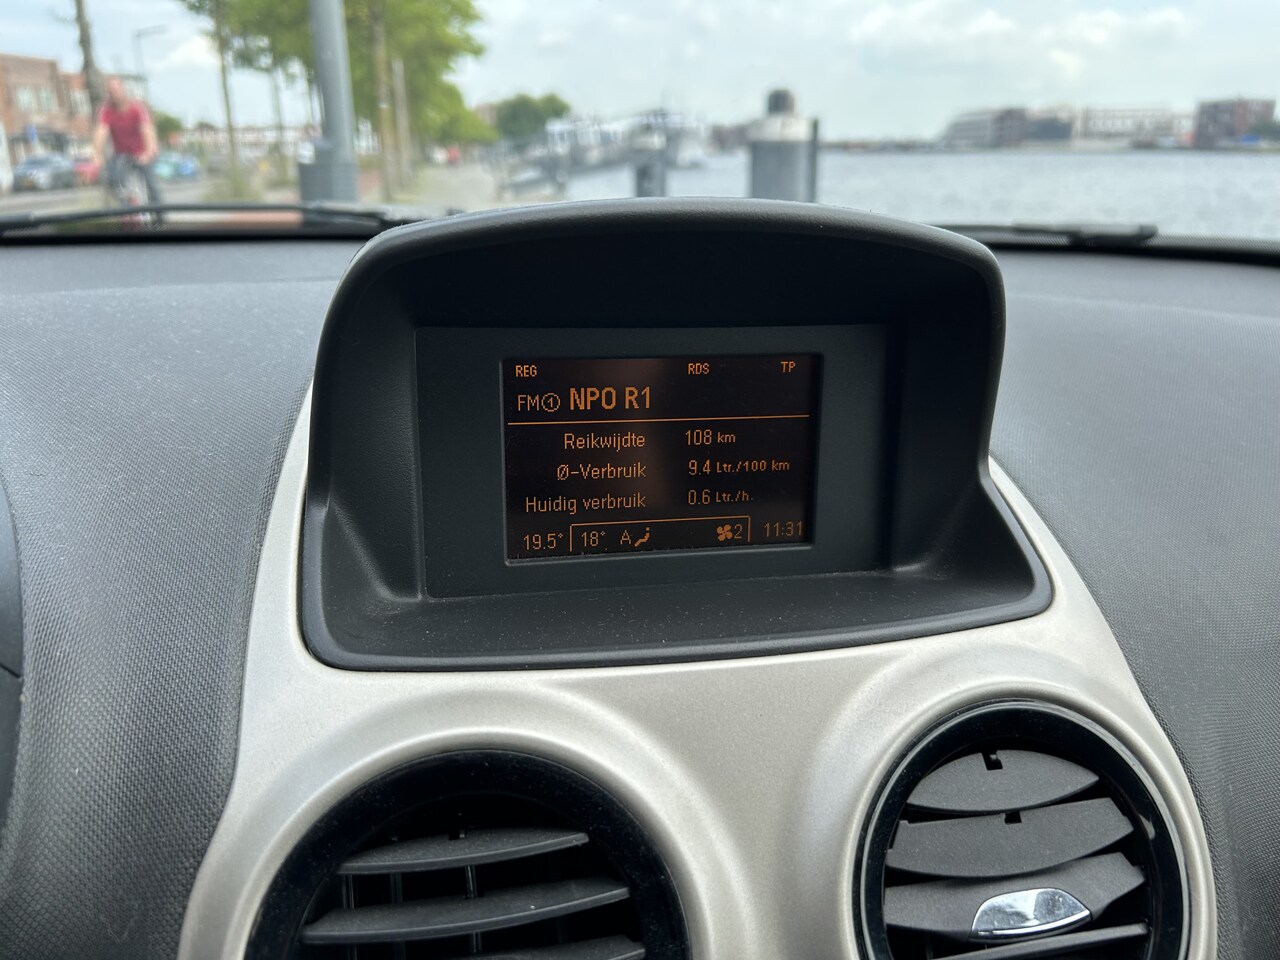 REG RDS TP
FM① NPO R1
Reikwijdte 108 km
Ø-Verbruik 9.4 Ltr./100 km
Huidig verbruik 0.6 Ltr./h.
19.5° 18° A 2 11:31